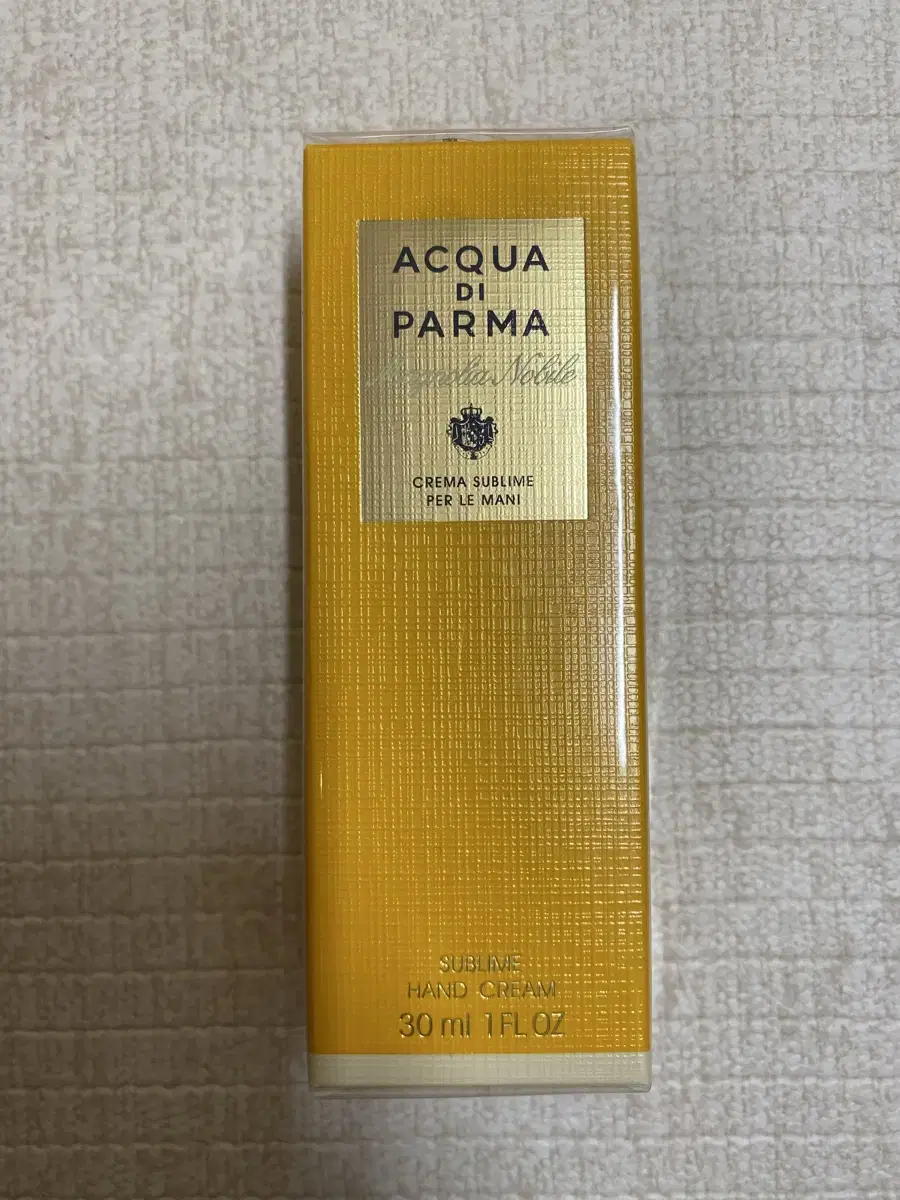 ACQUA
DI
PARMA
Magnolia Nobile
CREMA SUBLIME
PER LE MANI
SUBLIME
HAND CREAM
30 ml 1 FL OZ